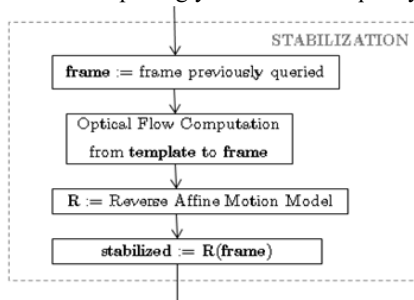 STABILIZATION
frame := frame previously queried
Optical Flow Computation
from template to frame
R := Reverse Affine Motion Model
stabilized := R(frame)